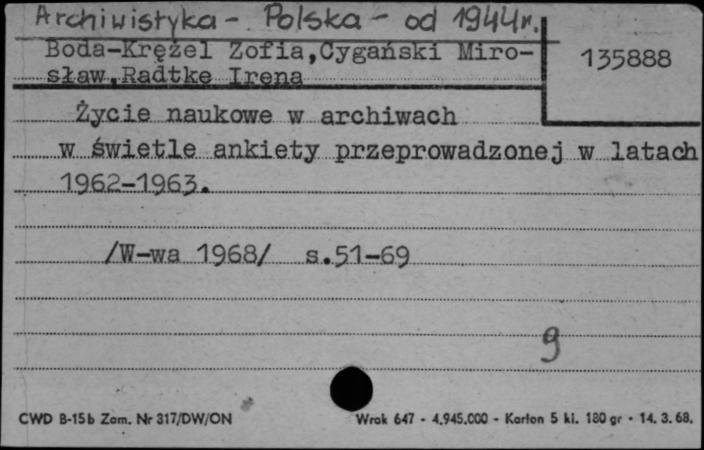 Archiwistyka - Polska - od 1944r.
Boda-Krężel Zofia,Cygański Miro-
sław,Radtke Irena
135888
Życie naukowe w archiwach
w świetle ankiety przeprowadzonej w latach
1962-1963.
/W-wa 1968/ s.51-69
9
CWD B-15b Zam. Nr 317/DW/ON
Wrak 647 - 4.945.000 - Karton 5 kl. 180 gr - 14. 3. 68.